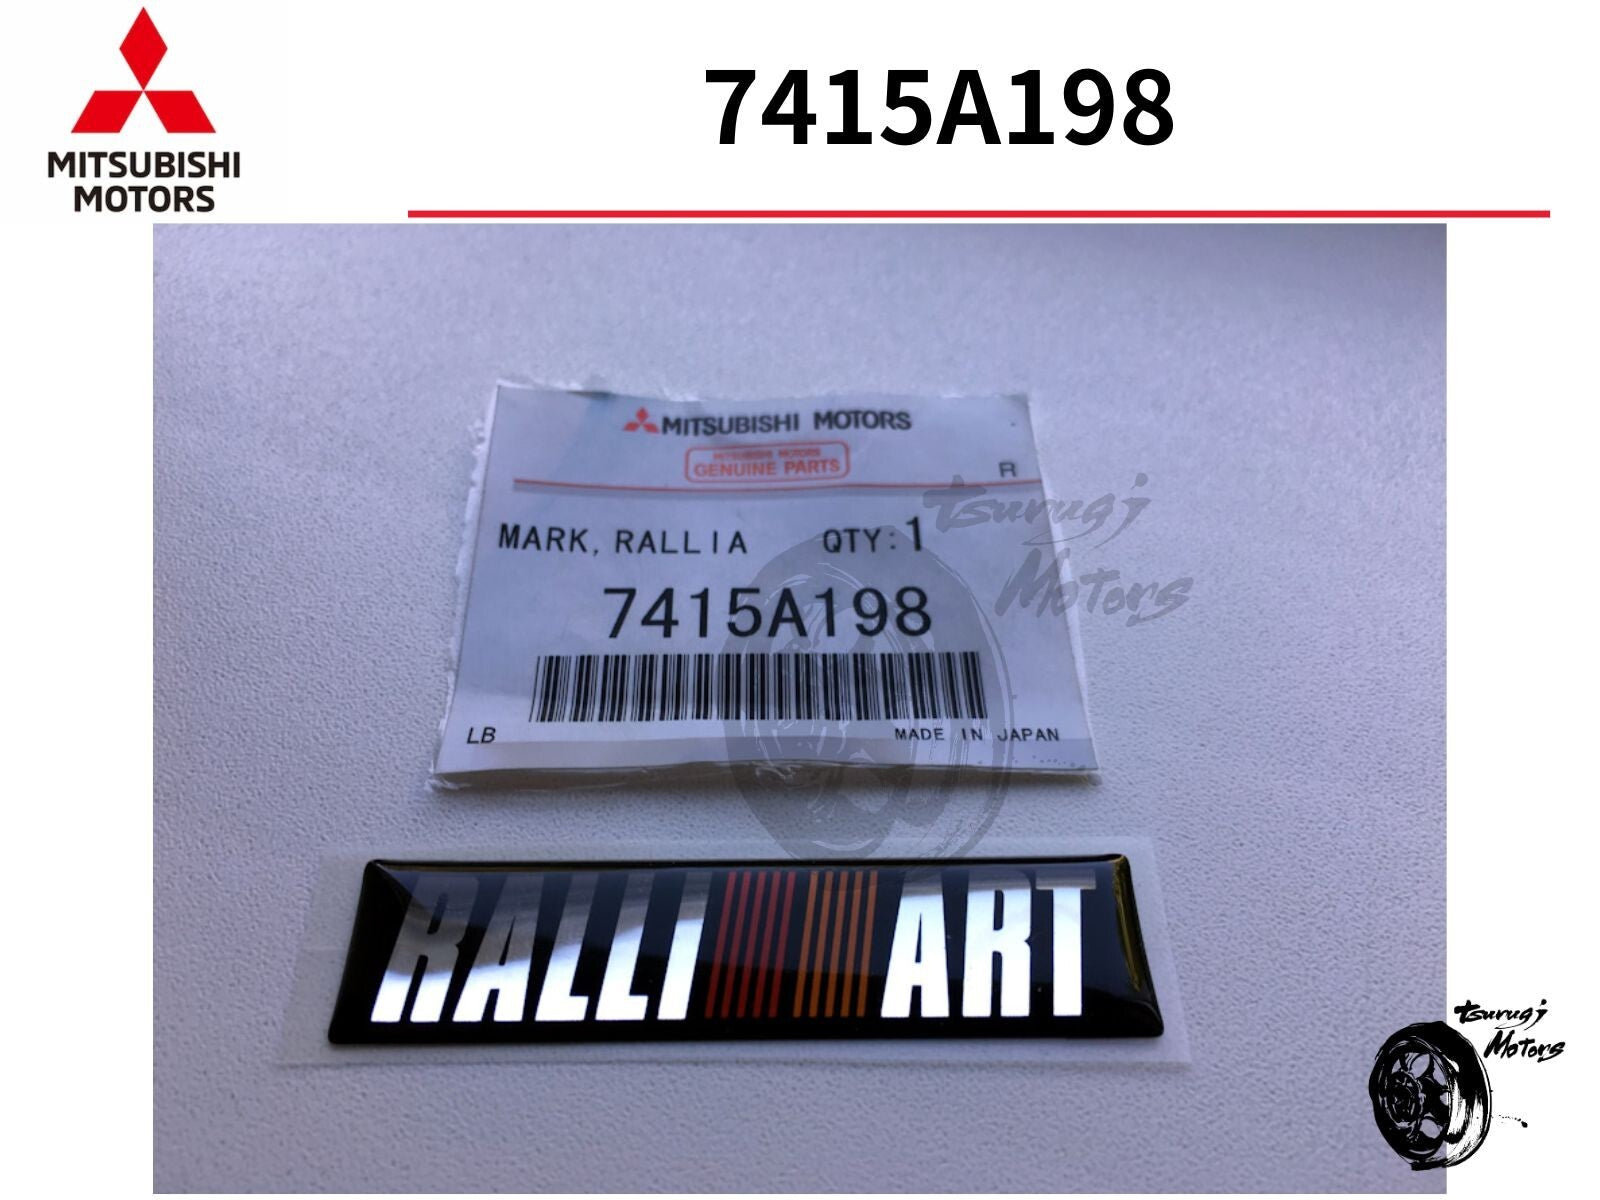 MITSUBISHI
MOTORS
7415A198
MITSUBISHI MOTORS
MITSUBISHI MOTORS
GENUINE PARTS
R
MARK, RALLIA QTY: 1
7415A198
LB MADE IN JAPAN
RALLI ART
tsurugi
Motors
tsurugi
Motors